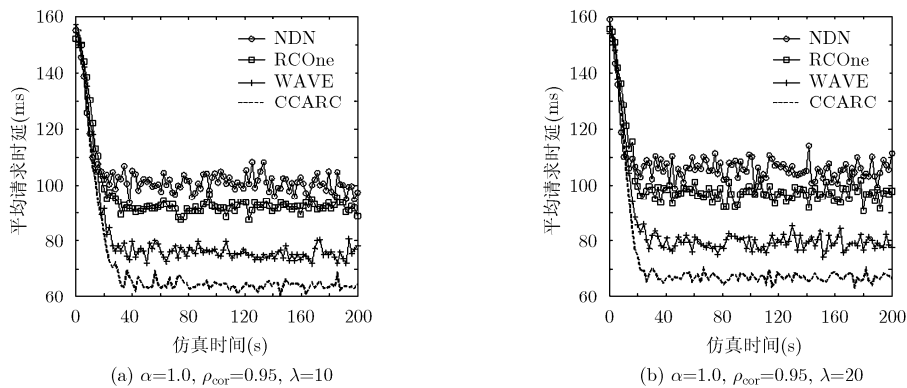 160
140
120
100
80
60
平均请求时延(ms)
NDN
RCOne
WAVE
CCARC
0 40 80 120 160 200
仿真时间(s)
(a) α=1.0, ρcor=0.95, λ=10
160
140
120
100
80
60
平均请求时延(ms)
NDN
RCOne
WAVE
CCARC
0 40 80 120 160 200
仿真时间(s)
(b) α=1.0, ρcor=0.95, λ=20